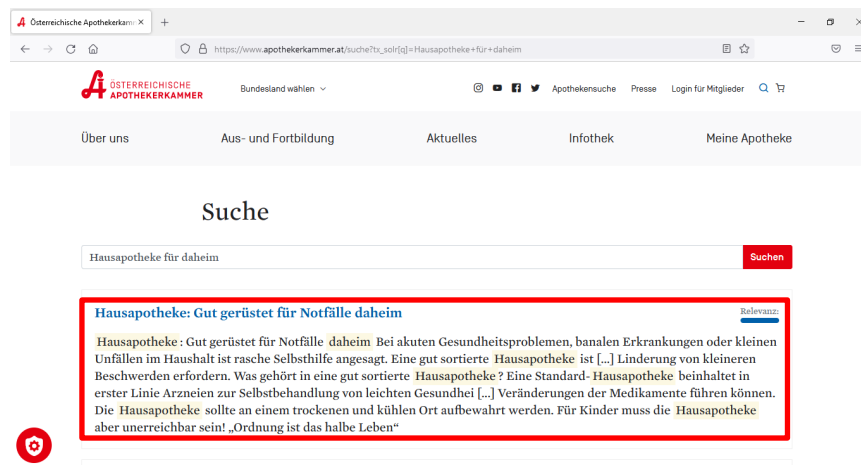 Österreichische Apothekerkamm
https://www.apothekerkammer.at/suche?tx_solr[q]=Hausapotheke+für+daheim
ÖSTERREICHISCHE
APOTHEKERKAMMER
Bundesland wählen
Apothekensuche Presse Login für Mitglieder
Über uns Aus- und Fortbildung Aktuelles Infothek Meine Apotheke
Suche
Hausapotheke für daheim Suchen
Hausapotheke: Gut gerüstet für Notfälle daheim Relevanz:
Hausapotheke: Gut gerüstet für Notfälle daheim Bei akuten Gesundheitsproblemen, banalen Erkrankungen oder kleinen
Unfällen im Haushalt ist rasche Selbsthilfe angesagt. Eine gut sortierte Hausapotheke ist [...] Linderung von kleineren
Beschwerden erfordern. Was gehört in eine gut sortierte Hausapotheke? Eine Standard-Hausapotheke beinhaltet in
erster Linie Arzneien zur Selbstbehandlung von leichten Gesundhei [...] Veränderungen der Medikamente führen können.
Die Hausapotheke sollte an einem trockenen und kühlen Ort aufbewahrt werden. Für Kinder muss die Hausapotheke
aber unerreichbar sein! „Ordnung ist das halbe Leben“